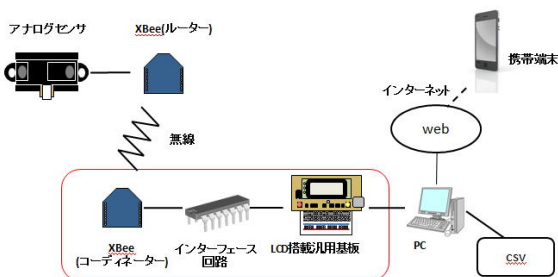 アナログセンサ
XBee(ルーター)
携帯端末
インターネット
web
無線
XBee
(コーディネーター)
インターフェース
回路
LCD搭載汎用基板
PC
CSV